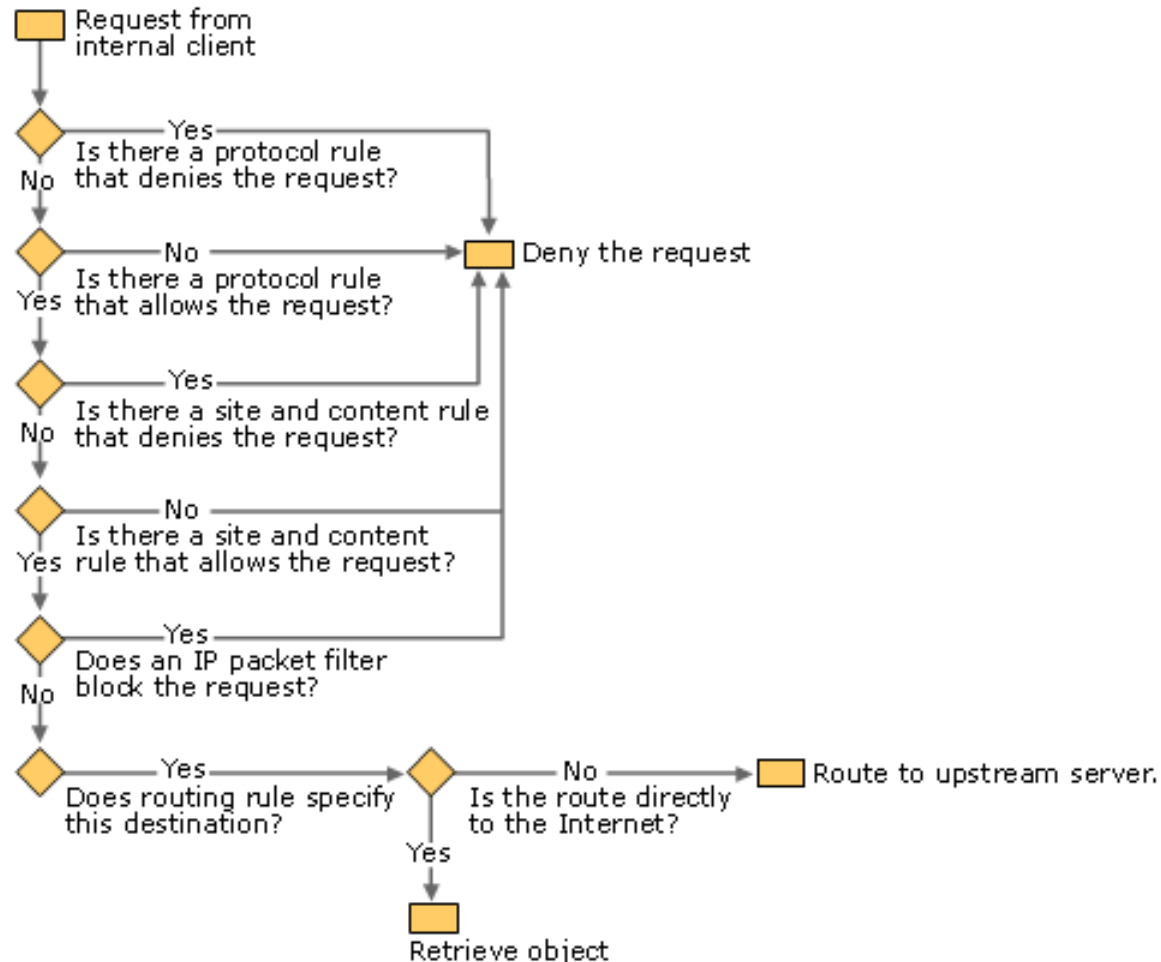 Request from
internal client
Yes
Is there a protocol rule
that denies the request?
No
No
Deny the request
Is there a protocol rule
that allows the request?
Yes
Yes
Is there a site and content rule
that denies the request?
No
No
Is there a site and content
rule that allows the request?
Yes
Yes
Does an IP packet filter
block the request?
No
Yes
Does routing rule specify
this destination?
No
Is the route directly
to the Internet?
Route to upstream server.
Yes
Retrieve object